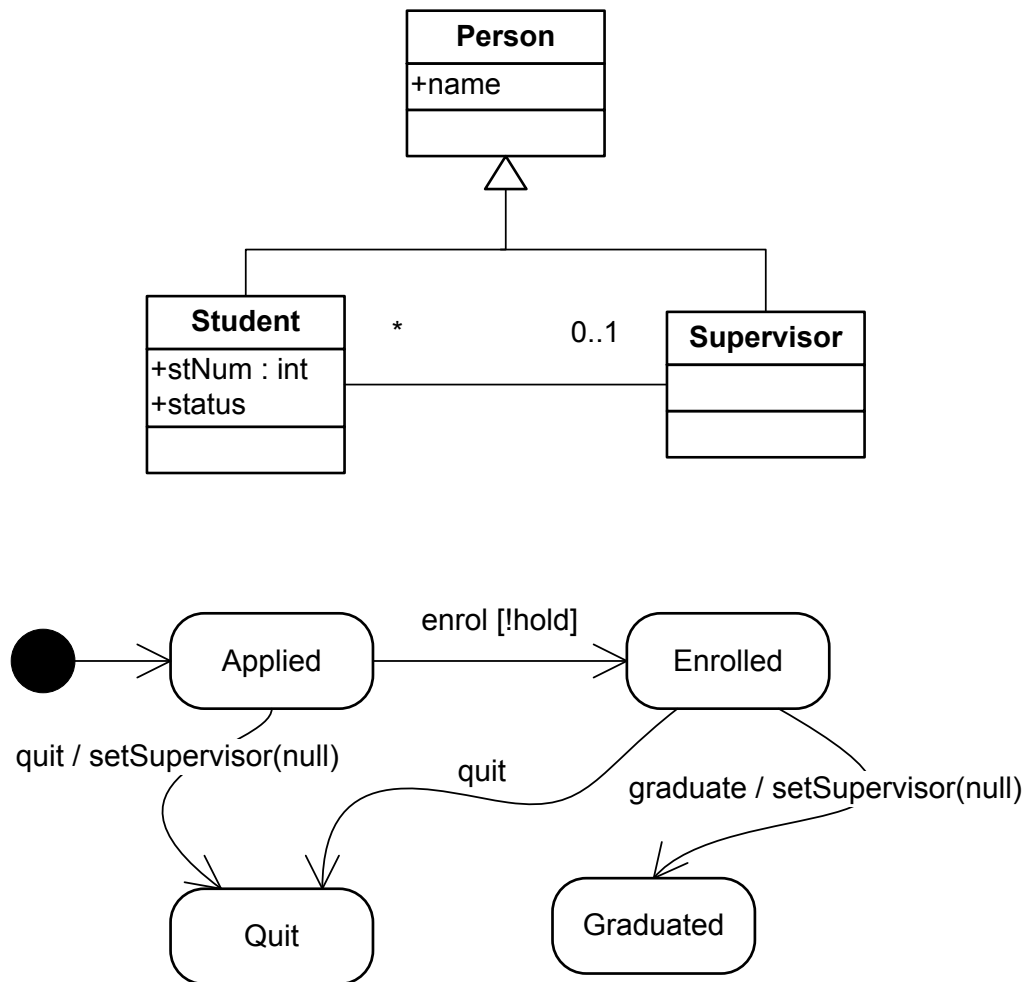 Person
+name
Student
* 0..1
Supervisor
+stNum : int
+status
enrol [!hold]
Applied
Enrolled
quit / setSupervisor(null)
quit
graduate / setSupervisor(null)
Quit
Graduated